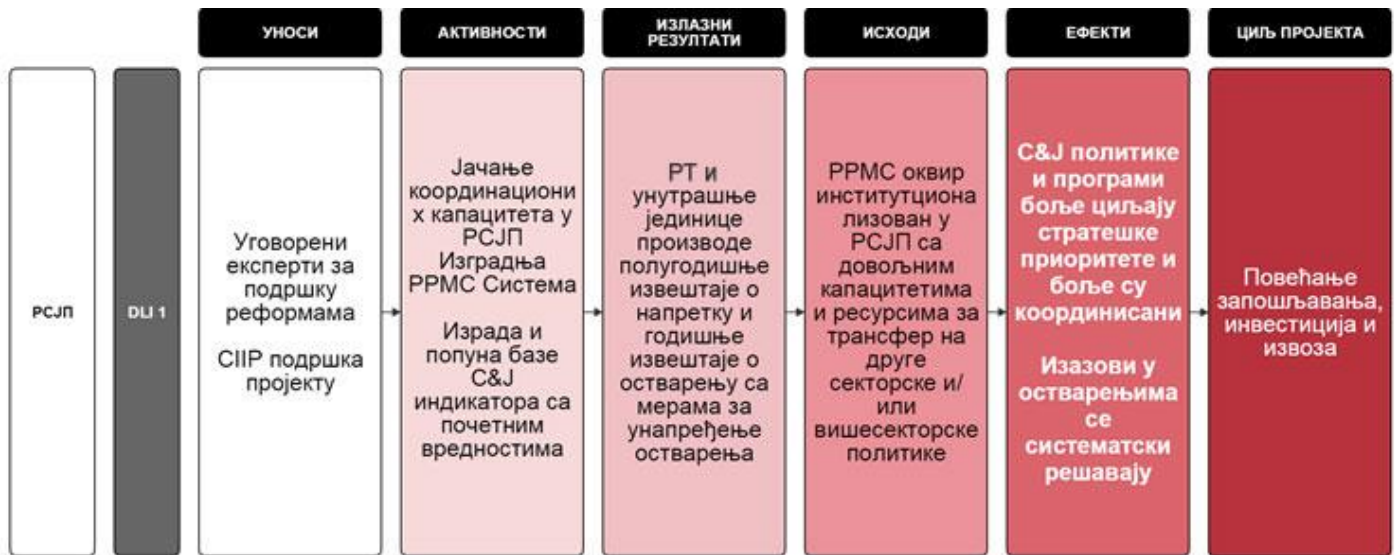 УНОСИ
АКТИВНОСТИ
ИЗЛАЗНИ
РЕЗУЛТАТИ
ИСХОДИ
ЕФЕКТИ
ЦИЉ ПРОЈЕКТА
РСЈП
DLI 1
Уговорени
експерти за
подршку
реформама
CIIP подршка
пројекту
Јачање
координациони
х капацитета у
РСЈП
Изградња
PPMC Система
Израда и
попуна базе
C&J
индикатора са
почетним
вредностима
РТ и
унутрашње
јединице
производе
полугодишње
извештаје о
напретку и
годишње
извештаје о
остварењу са
мерама за
унапређење
остварења
PPMC оквир
институтциона
лизован у
РСЈП са
довољним
капацитетима
и ресурсима за
трансфер на
друге
секторске и/
или
вишесекторске
политике
C&J политике
и програми
боље циљају
стратешке
приоритете и
боље су
координисани
Изазови у
остварењима
се
систематски
решавају
Повећање
запошљавања,
инвестиција и
извоза